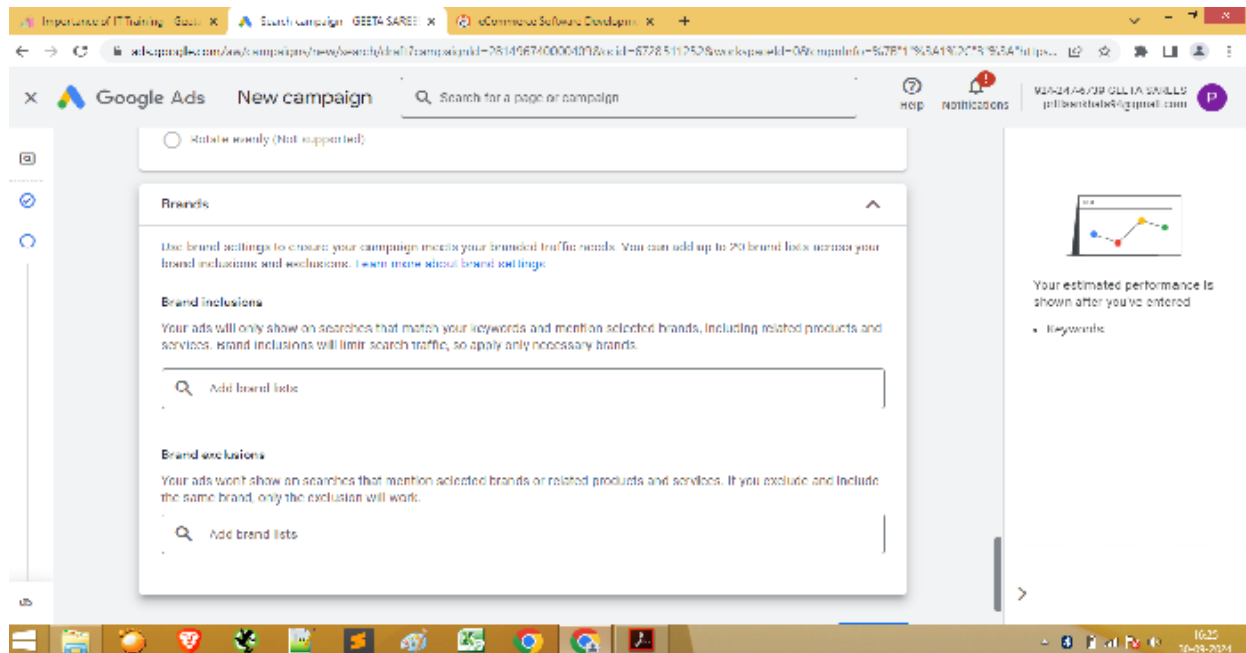 Importance of IT Training - Geeta
Search campaign - GEETA SAREE
eCommerce Software Developm
Google Ads
New campaign
Search for a page or campaign
Help
Notifications
GEETA SAREES
P
Rotate evenly (Not supported)
Brands
Use brand settings to ensure your campaign meets your branded traffic needs. You can add up to 20 brand lists across your
brand inclusions and exclusions. Learn more about brand settings
Brand inclusions
Your ads will only show on searches that match your keywords and mention selected brands, including related products and
services. Brand inclusions will limit search traffic, so apply only necessary brands.
Add brand lists
Brand exclusions
Your ads won't show on searches that mention selected brands or related products and services. If you exclude and include
the same brand, only the exclusion will work.
Add brand lists
Your estimated performance is
shown after you've entered
• Keywords
16:25
30-09-2024